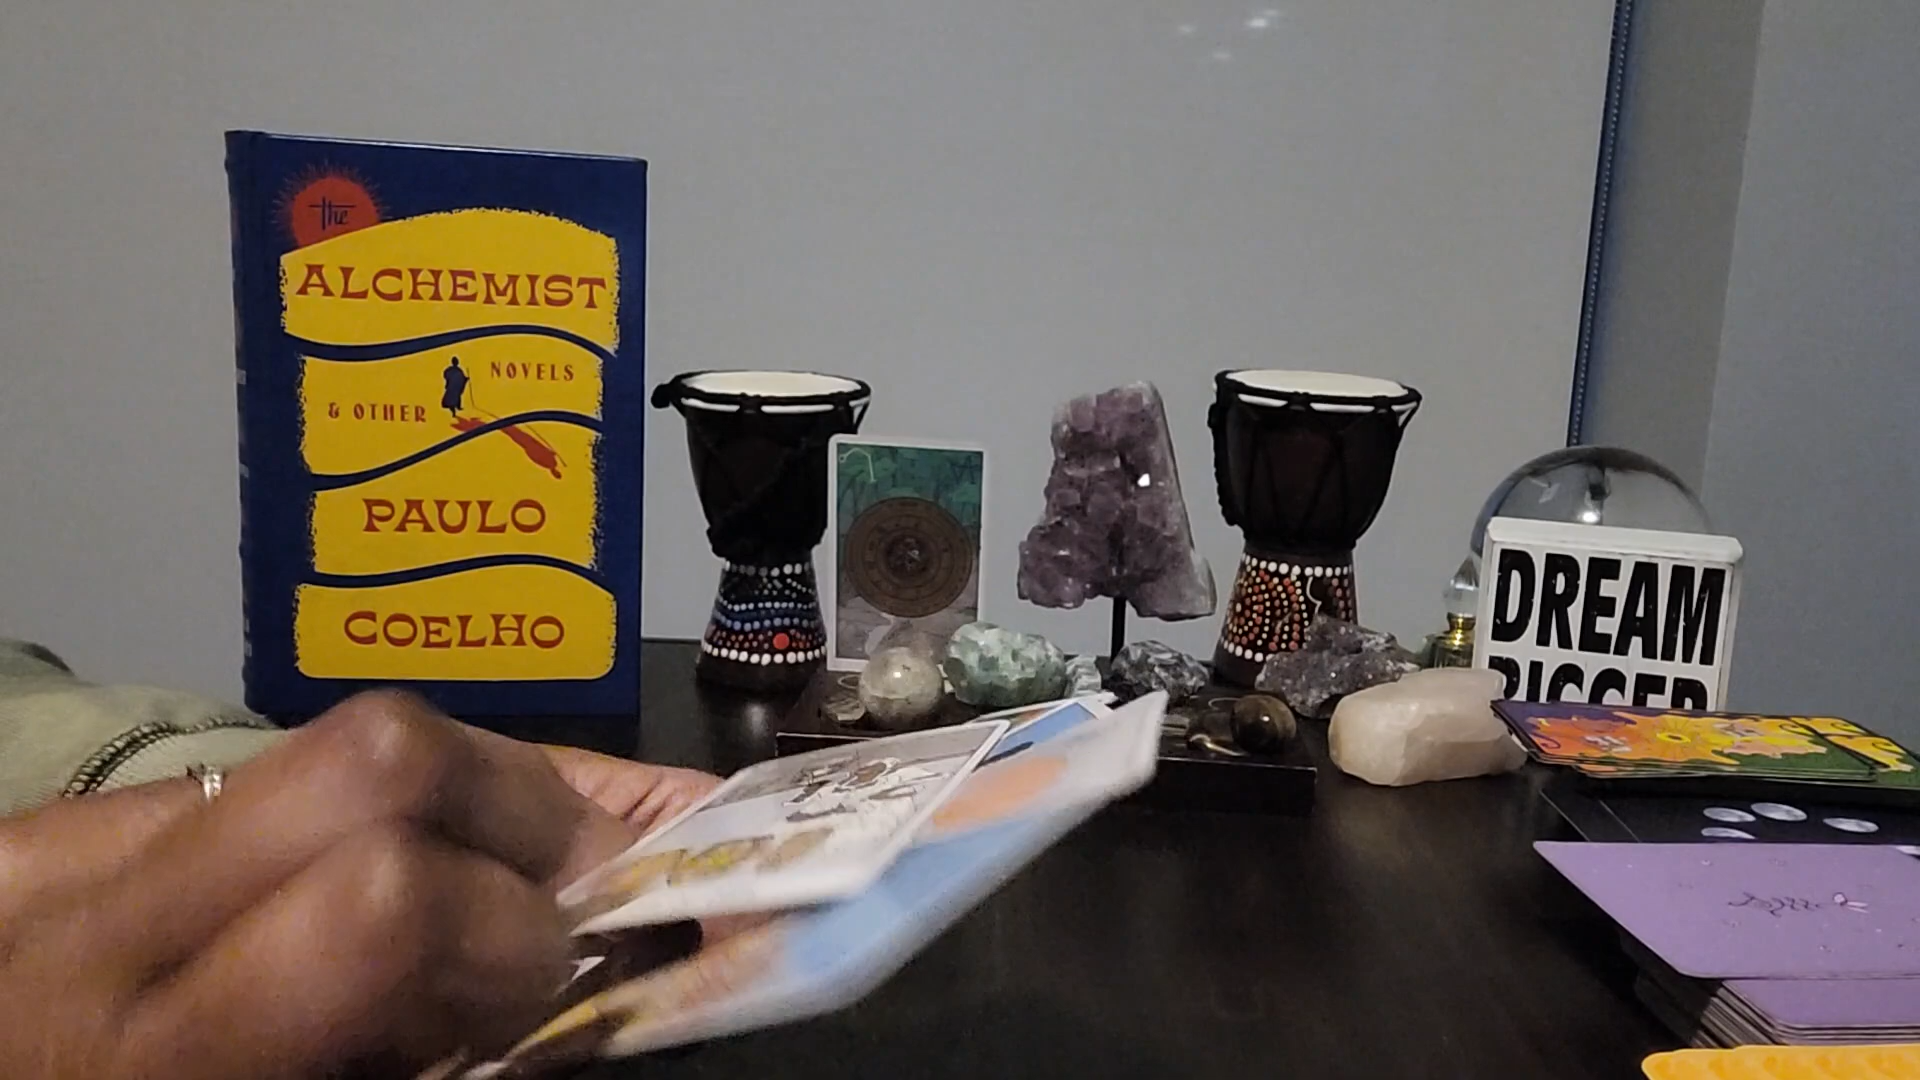 the
ALCHEMIST
NOVELS
& OTHER
PAULO
COELHO
DREAM
BIGGER